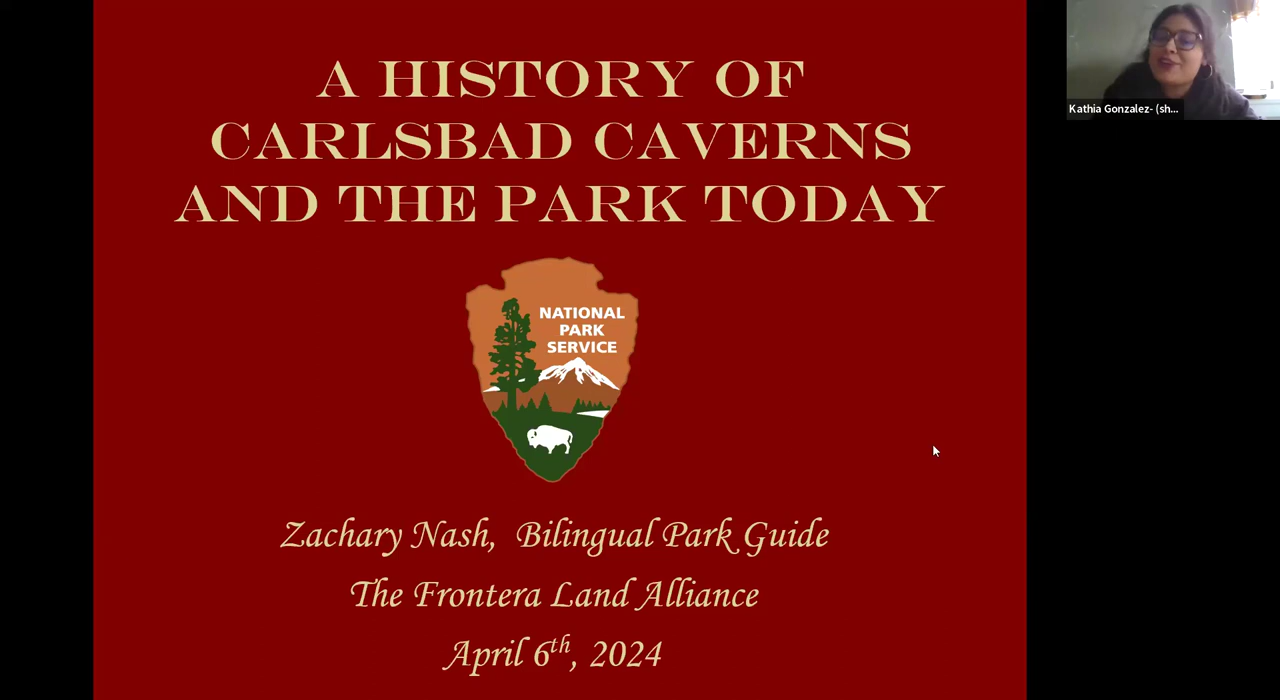 A HISTORY OF
CARLSBAD CAVERNS
AND THE PARK TODAY
NATIONAL
PARK
SERVICE
Zachary Nash, Bilingual Park Guide
The Frontera Land Alliance
April 6th, 2024
Kathia Gonzalez- (sh...